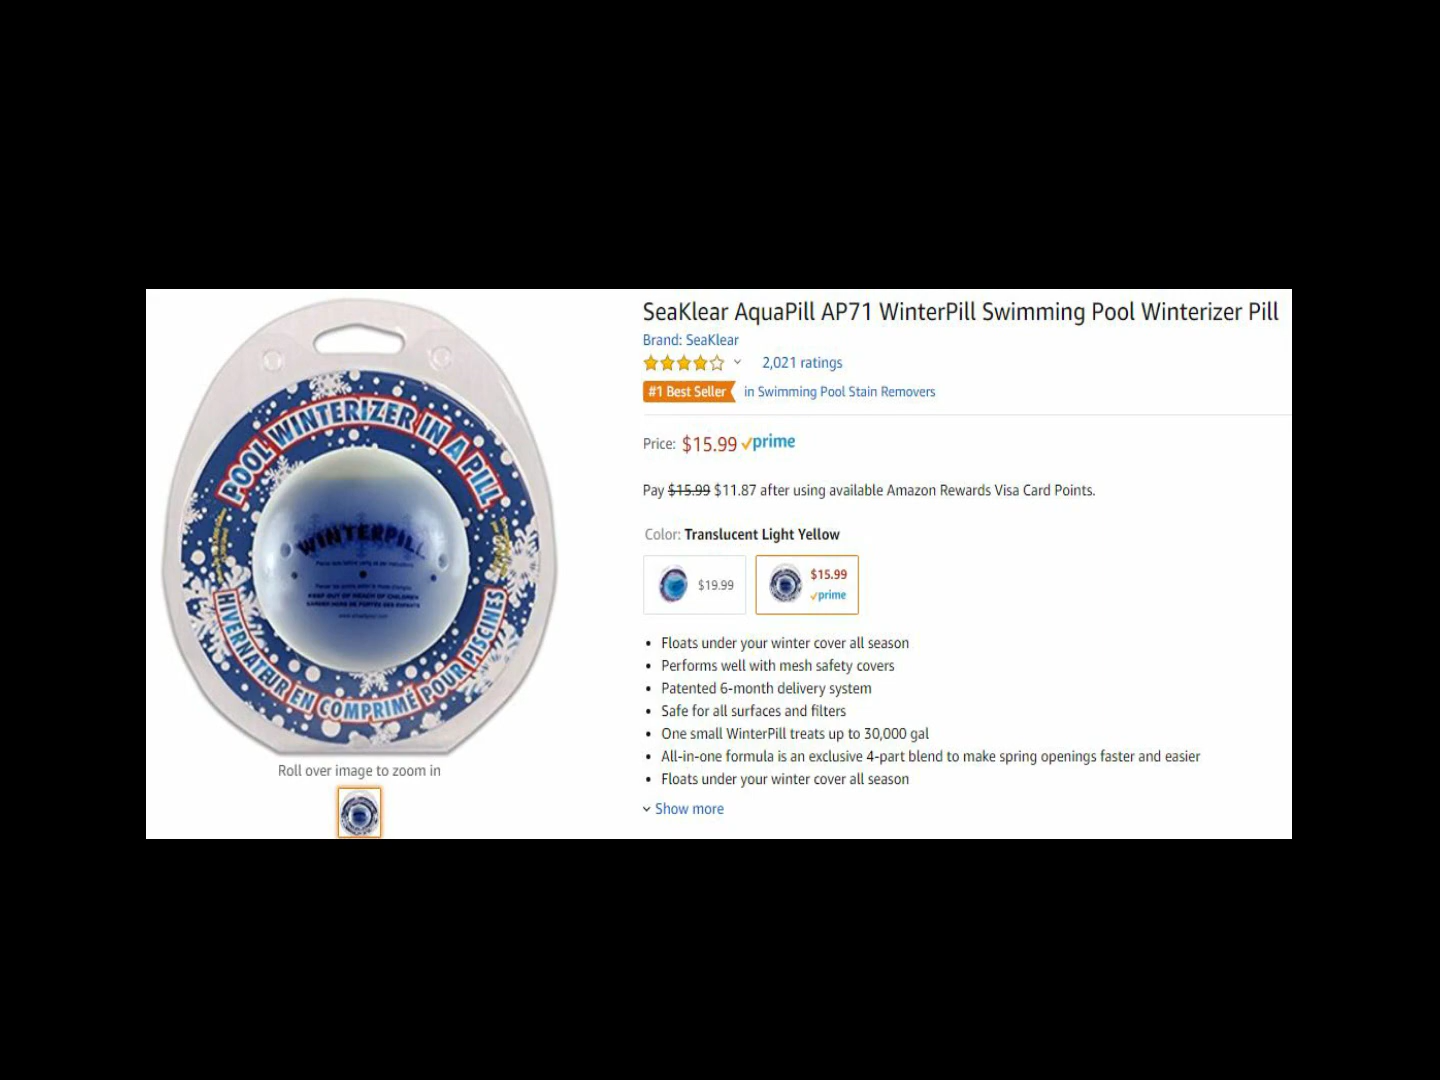 POOL WINTERIZER IN A PILL
WINTERPILL
KEEP OUT OF REACH OF CHILDREN
HIVERNATEUR EN COMPRIMÉ POUR PISCINES
Roll over image to zoom in
SeaKlear AquaPill AP71 WinterPill Swimming Pool Winterizer Pill
Brand: SeaKlear
2,021 ratings
#1 Best Seller in Swimming Pool Stain Removers
Price: $15.99 prime
Pay $15.99 $11.87 after using available Amazon Rewards Visa Card Points.
Color: Translucent Light Yellow
$19.99
$15.99
prime
• Floats under your winter cover all season
• Performs well with mesh safety covers
• Patented 6-month delivery system
• Safe for all surfaces and filters
• One small WinterPill treats up to 30,000 gal
• All-in-one formula is an exclusive 4-part blend to make spring openings faster and easier
• Floats under your winter cover all season
Show more